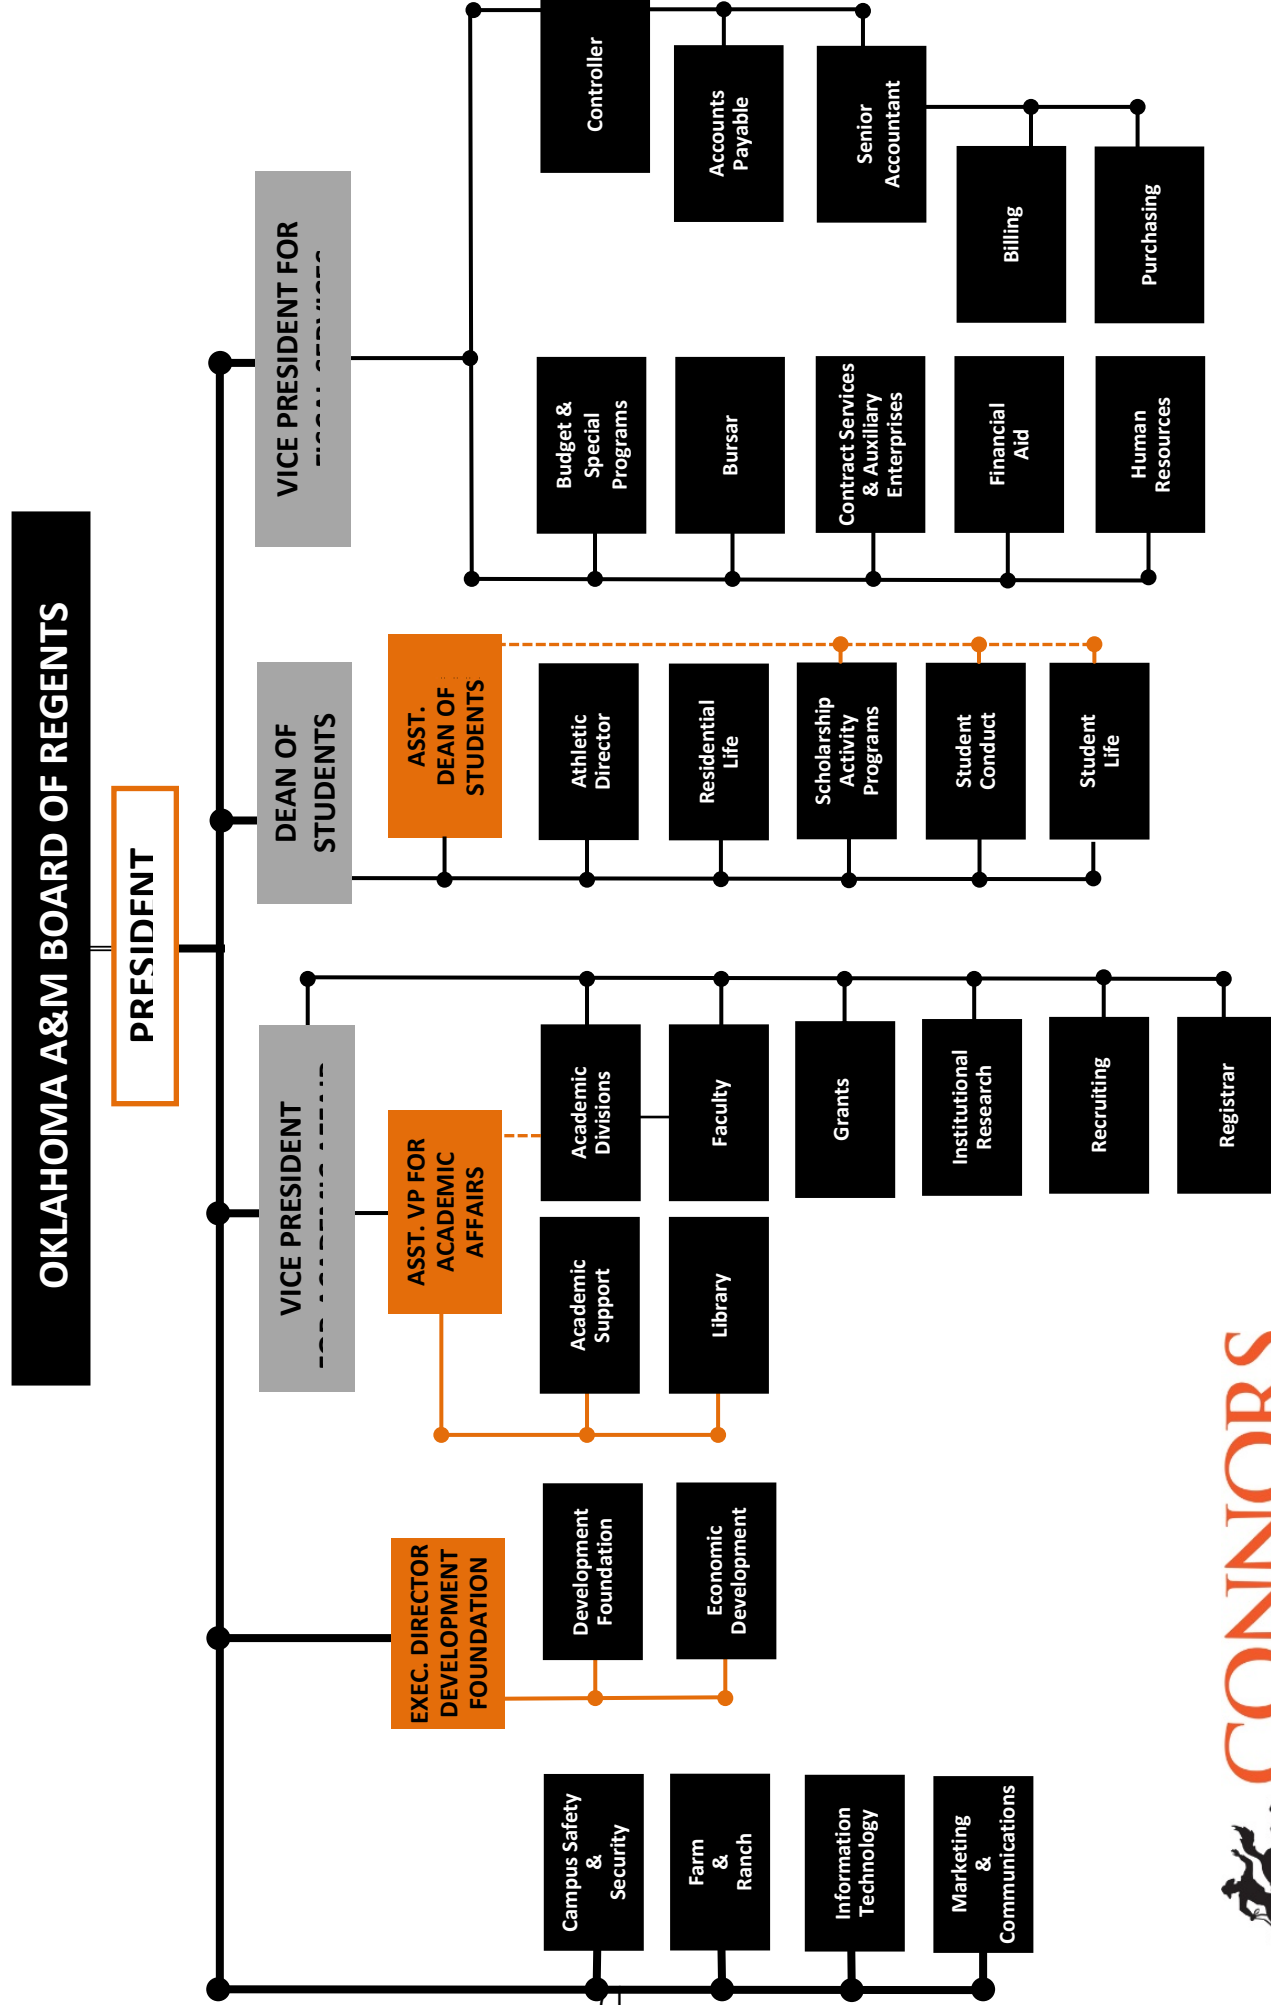 OKLAHOMA A&M BOARD OF REGENTS
PRESIDENT
EXEC. DIRECTOR
DEVELOPMENT
FOUNDATION
VICE PRESIDENT
ASST. VP FOR
ACADEMIC
AFFAIRS
DEAN OF
STUDENTS
ASST.
DEAN OF
STUDENTS
VICE PRESIDENT FOR
FISCAL SERVICES
Campus Safety
&
Security
Farm
&
Ranch
Information
Technology
Marketing
&
Communications
Development
Foundation
Economic
Development
Academic
Support
Library
Academic
Divisions
Faculty
Grants
Institutional
Research
Recruiting
Registrar
Athletic
Director
Residential
Life
Scholarship
Activity
Programs
Student
Conduct
Student
Life
Budget &
Special
Programs
Bursar
Contract Services
& Auxiliary
Enterprises
Financial
Aid
Human
Resources
Controller
Accounts
Payable
Senior
Accountant
Billing
Purchasing
CONNORS